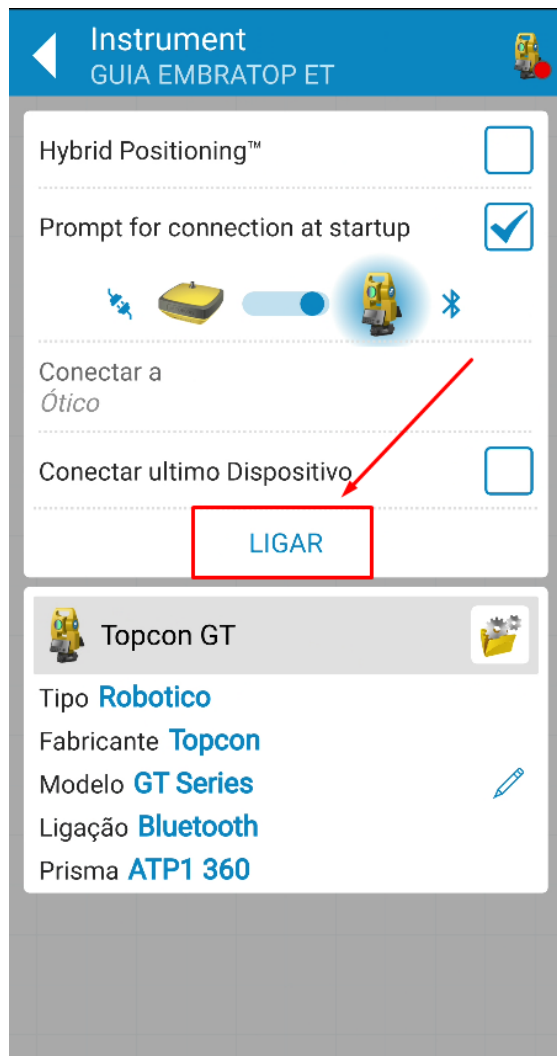 Instrument
GUIA EMBRATOP ET
Hybrid Positioning™
Prompt for connection at startup
Conectar a
Ótico
Conectar ultimo Dispositivo
LIGAR
Topcon GT
Tipo Robotico
Fabricante Topcon
Modelo GT Series
Ligação Bluetooth
Prisma ATP1 360